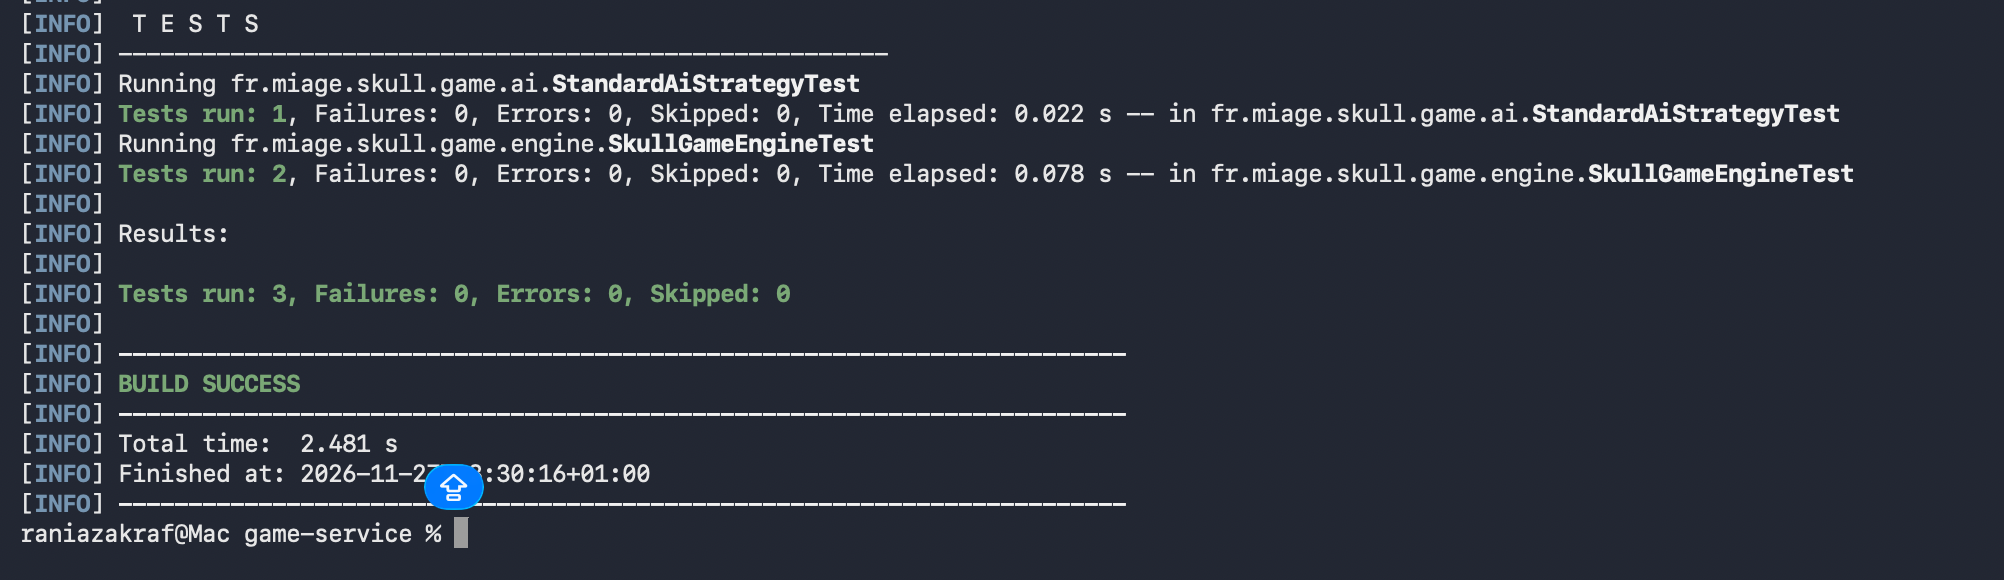 [INFO]  T E S T S
[INFO] -------------------------------------------------------
[INFO] Running fr.miage.skull.game.ai.StandardAiStrategyTest
[INFO] Tests run: 1, Failures: 0, Errors: 0, Skipped: 0, Time elapsed: 0.022 s -- in fr.miage.skull.game.ai.StandardAiStrategyTest
[INFO] Running fr.miage.skull.game.engine.SkullGameEngineTest
[INFO] Tests run: 2, Failures: 0, Errors: 0, Skipped: 0, Time elapsed: 0.078 s -- in fr.miage.skull.game.engine.SkullGameEngineTest
[INFO]
[INFO] Results:
[INFO]
[INFO] Tests run: 3, Failures: 0, Errors: 0, Skipped: 0
[INFO]
[INFO] ------------------------------------------------------------------------
[INFO] BUILD SUCCESS
[INFO] ------------------------------------------------------------------------
[INFO] Total time:  2.481 s
[INFO] Finished at: :30:16+01:00
[INFO] ------------------------------------------------------------------------
raniazakraf@Mac game-service %